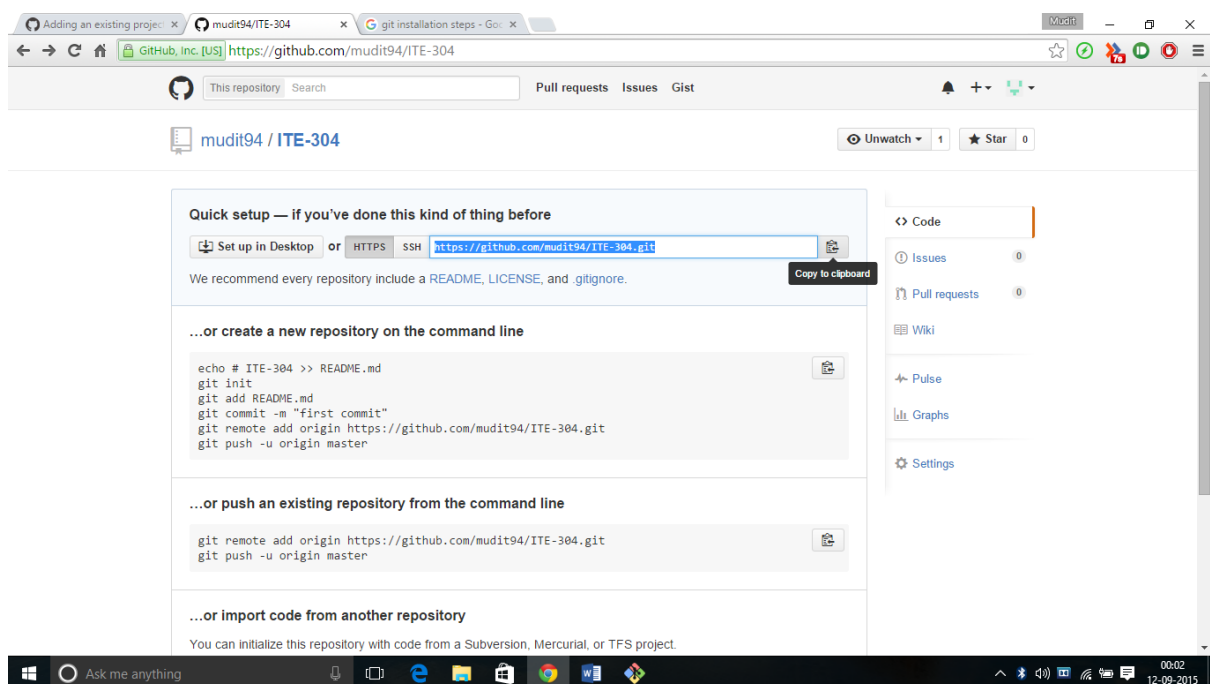 Adding an existing projec
mudit94/ITE-304
git installation steps - Goo
Mudit
GitHub, Inc. [US] https://github.com/mudit94/ITE-304
This repository Search
Pull requests Issues Gist
mudit94 / ITE-304
Unwatch 1
Star 0
Quick setup — if you've done this kind of thing before
Set up in Desktop or HTTPS SSH https://github.com/mudit94/ITE-304.git
Copy to clipboard
We recommend every repository include a README, LICENSE, and .gitignore.
…or create a new repository on the command line
echo # ITE-304 >> README.md
git init
git add README.md
git commit -m "first commit"
git remote add origin https://github.com/mudit94/ITE-304.git
git push -u origin master
…or push an existing repository from the command line
git remote add origin https://github.com/mudit94/ITE-304.git
git push -u origin master
…or import code from another repository
You can initialize this repository with code from a Subversion, Mercurial, or TFS project.
Code
Issues 0
Pull requests 0
Wiki
Pulse
Graphs
Settings
Ask me anything
00:02
12-09-2015